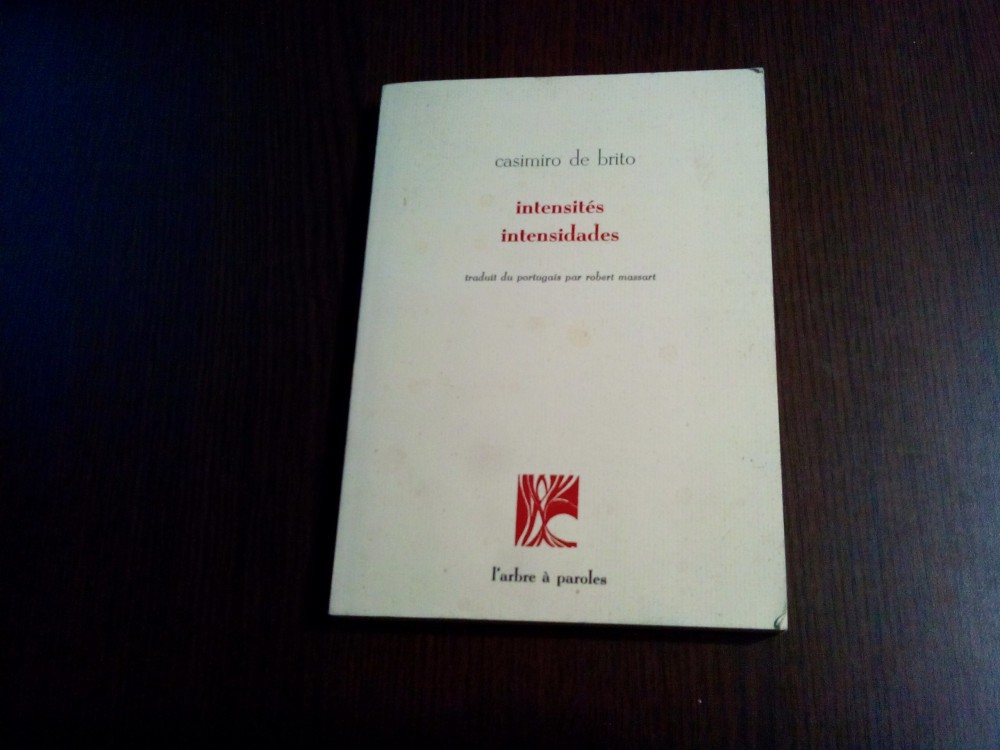 casimiro de brito
intensités
intensidades
traduit du portugais par robert massart
l'arbre à paroles